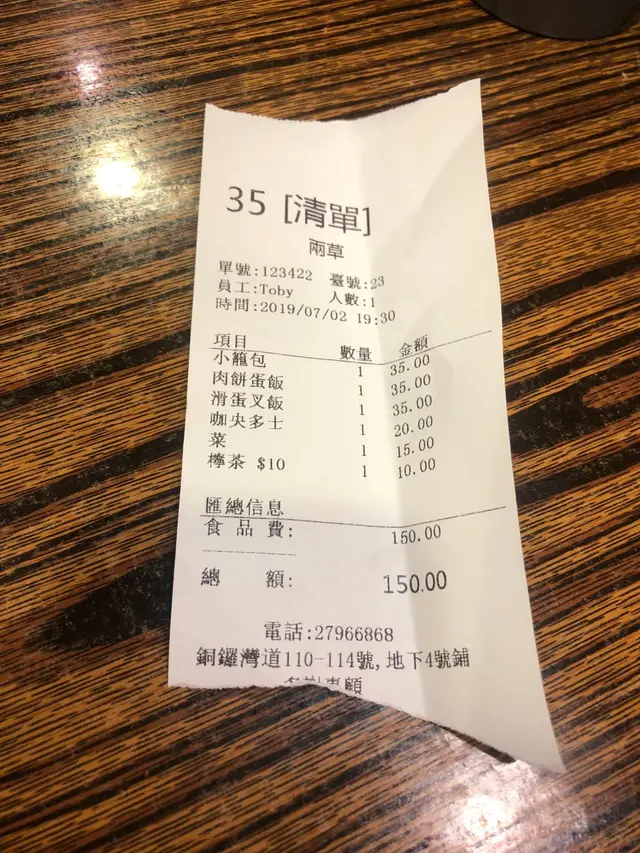 35 [清單]
兩草
單號:123422 臺號:23
員工:Toby 人數:1
時間:2019/07/02 19:30
項目 數量 金額
小籠包 1 35.00
肉餅蛋飯 1 35.00
滑蛋叉飯 1 35.00
咖央多士 1 20.00
菜 1 15.00
檸茶 $10 1 10.00
匯總信息
食品費: 150.00
總額: 150.00
電話:27966868
銅鑼灣道110-114號,地下4號鋪
多謝惠顧